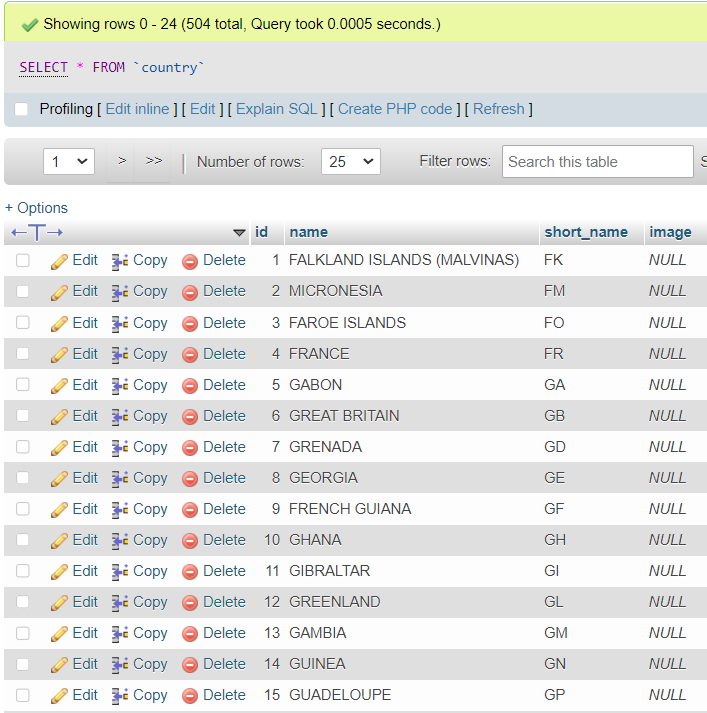 Showing rows 0 - 24 (504 total, Query took 0.0005 seconds.)
SELECT * FROM `country`
Profiling [ Edit inline ] [ Edit ] [ Explain SQL ] [ Create PHP code ] [ Refresh ]
1 > >> | Number of rows: 25 Filter rows: Search this table S
+ Options
←T→ id name short_name image
Edit Copy Delete 1 FALKLAND ISLANDS (MALVINAS) FK NULL
Edit Copy Delete 2 MICRONESIA FM NULL
Edit Copy Delete 3 FAROE ISLANDS FO NULL
Edit Copy Delete 4 FRANCE FR NULL
Edit Copy Delete 5 GABON GA NULL
Edit Copy Delete 6 GREAT BRITAIN GB NULL
Edit Copy Delete 7 GRENADA GD NULL
Edit Copy Delete 8 GEORGIA GE NULL
Edit Copy Delete 9 FRENCH GUIANA GF NULL
Edit Copy Delete 10 GHANA GH NULL
Edit Copy Delete 11 GIBRALTAR GI NULL
Edit Copy Delete 12 GREENLAND GL NULL
Edit Copy Delete 13 GAMBIA GM NULL
Edit Copy Delete 14 GUINEA GN NULL
Edit Copy Delete 15 GUADELOUPE GP NULL